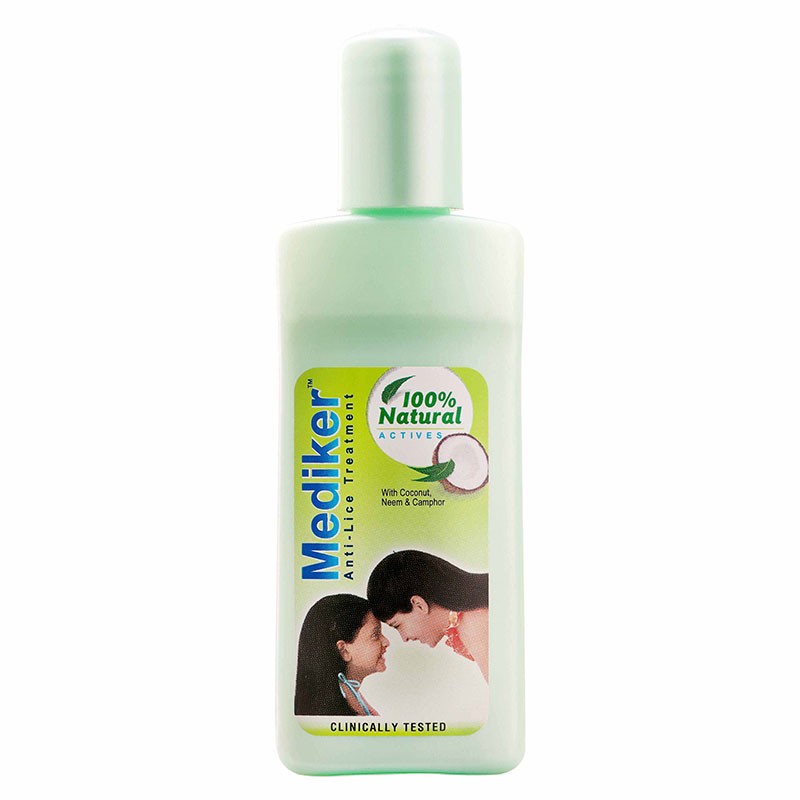 Mediker™
Anti-Lice Treatment
100%
Natural
ACTIVES
With Coconut,
Neem & Camphor
CLINICALLY TESTED